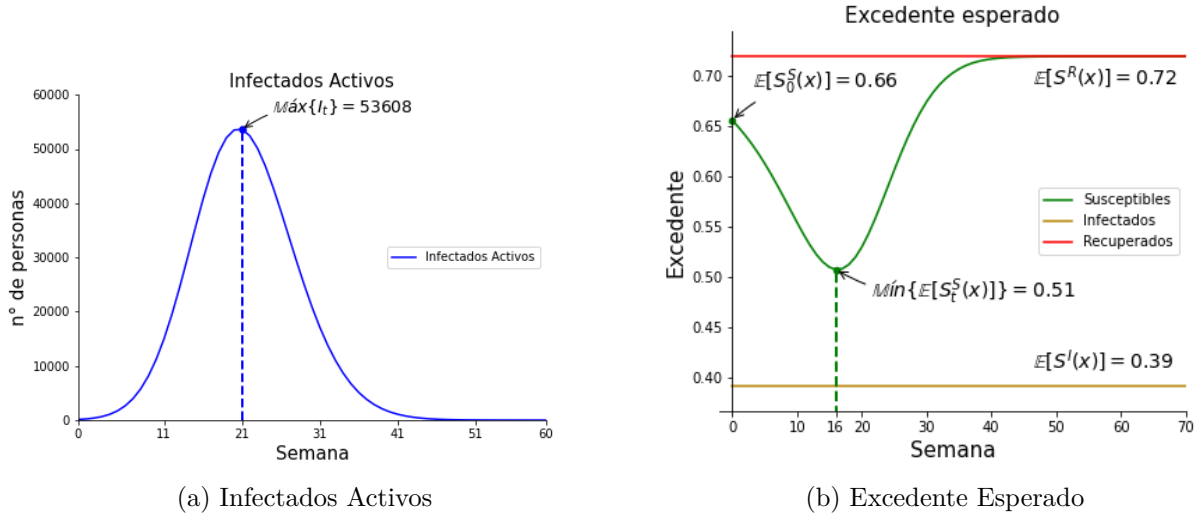 Infectados Activos
𝕄áx{I_t} = 53608
60000
50000
40000
30000
20000
10000
0
n° de personas
Infectados Activos
0 11 21 31 41 51 60
Semana
(a) Infectados Activos
Excedente esperado
𝔼[S_0^S(x)] = 0.66
𝔼[S^R(x)] = 0.72
0.70
0.65
0.60
0.55
0.50
0.45
0.40
Excedente
Susceptibles
Infectados
Recuperados
𝕄ín{𝔼[S_t^S(x)]} = 0.51
𝔼[S^I(x)] = 0.39
0 10 16 20 30 40 50 60 70
Semana
(b) Excedente Esperado